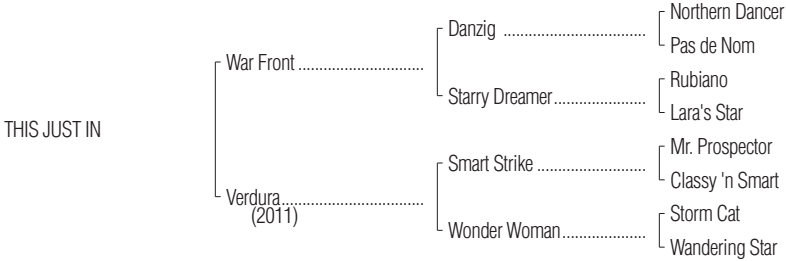 Northern Dancer
Danzig ..................................
Pas de Nom
War Front ..............................
Rubiano
Starry Dreamer......................
Lara's Star
THIS JUST IN
Mr. Prospector
Smart Strike ..........................
Classy 'n Smart
Verdura..................................
(2011)
Storm Cat
Wonder Woman....................
Wandering Star